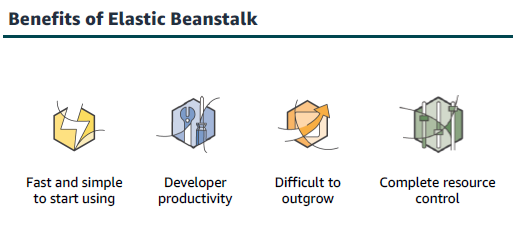 Benefits of Elastic Beanstalk
Fast and simple
to start using
Developer
productivity
Difficult to
outgrow
Complete resource
control